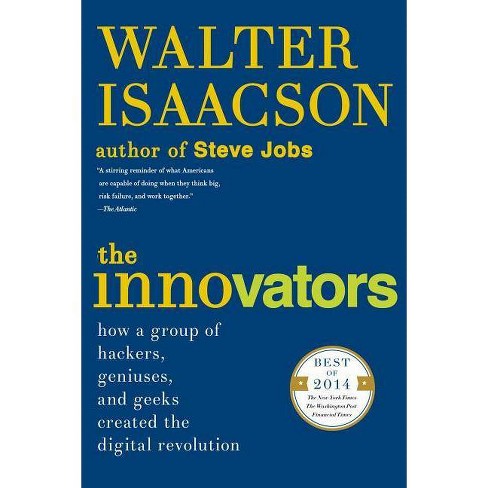 WALTER
ISAACSON
author of Steve Jobs
"A stirring reminder of what Americans
are capable of doing when they think big,
risk failure, and work together."
—The Atlantic
the
innovators
how a group of
hackers,
geniuses,
and geeks
created the
digital revolution
BEST
OF
2014
The New York Times
The Washington Post
Financial Times